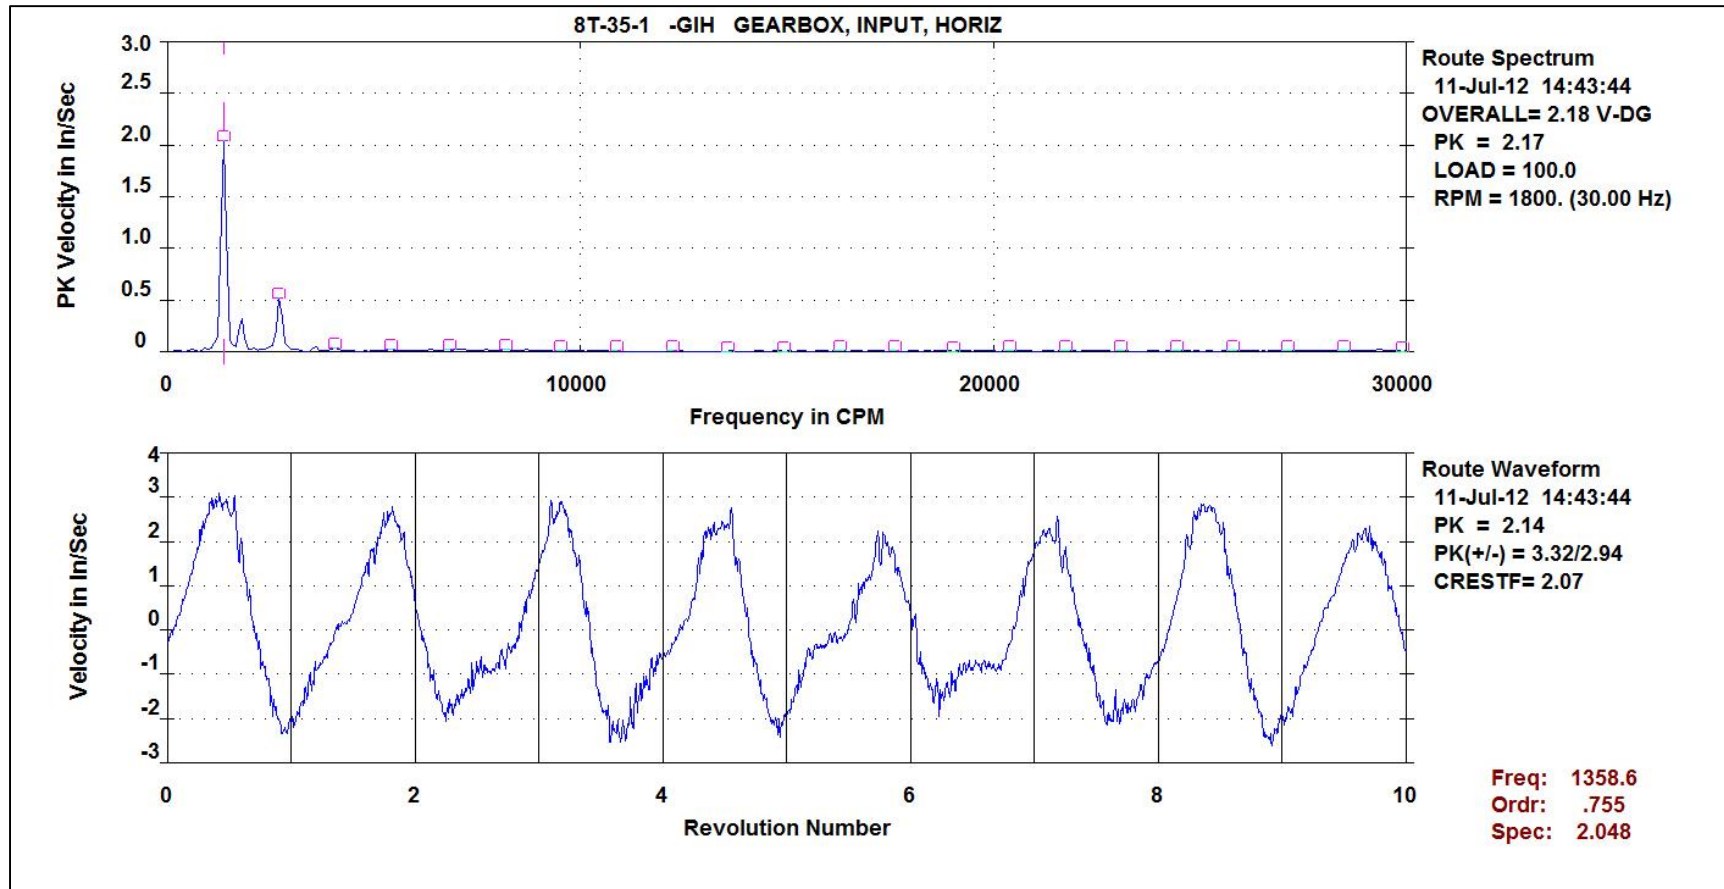 8T-35-1 -GIH GEARBOX, INPUT, HORIZ
PK Velocity in In/Sec
3.0
2.5
2.0
1.5
1.0
0.5
0
0 10000 20000 30000
Frequency in CPM
Route Spectrum
11-Jul-12 14:43:44
OVERALL= 2.18 V-DG
PK = 2.17
LOAD = 100.0
RPM = 1800. (30.00 Hz)
Velocity in In/Sec
4
3
2
1
0
-1
-2
-3
0 2 4 6 8 10
Revolution Number
Route Waveform
11-Jul-12 14:43:44
PK = 2.14
PK(+/-) = 3.32/2.94
CRESTF= 2.07
Freq: 1358.6
Ordr: .755
Spec: 2.048